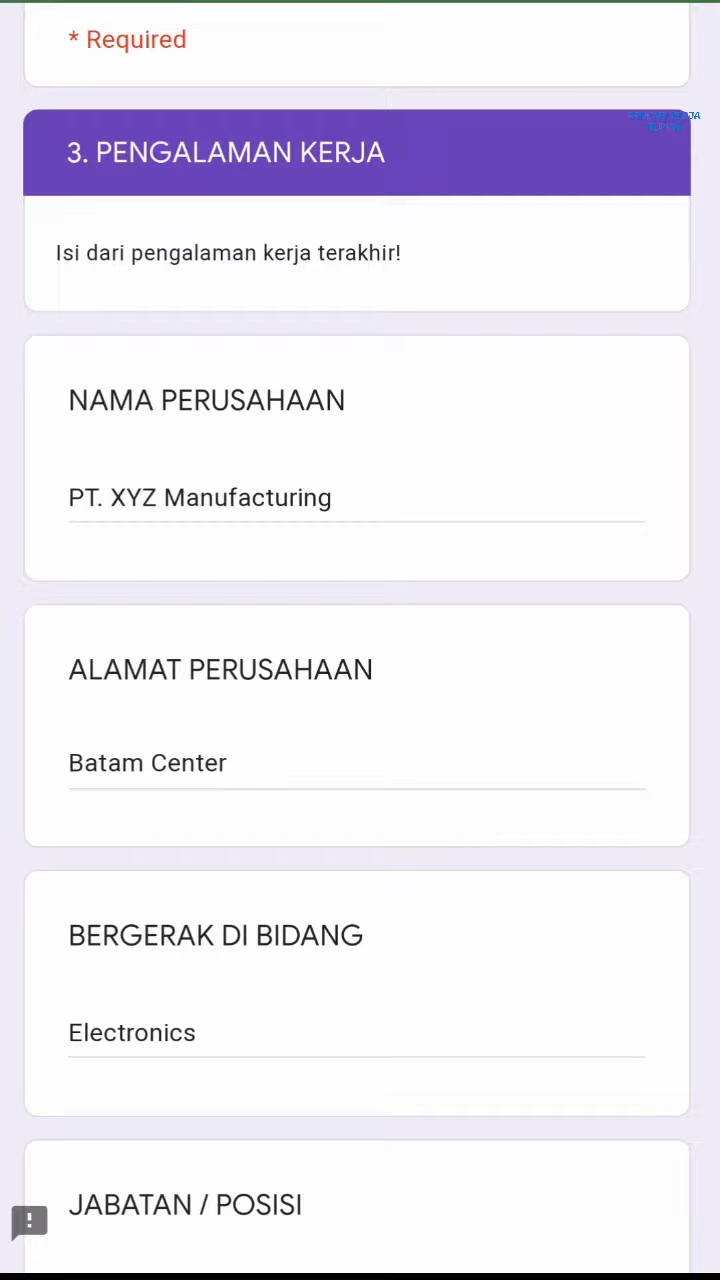 * Required
3. PENGALAMAN KERJA
Isi dari pengalaman kerja terakhir!
NAMA PERUSAHAAN
PT. XYZ Manufacturing
ALAMAT PERUSAHAAN
Batam Center
BERGERAK DI BIDANG
Electronics
JABATAN / POSISI